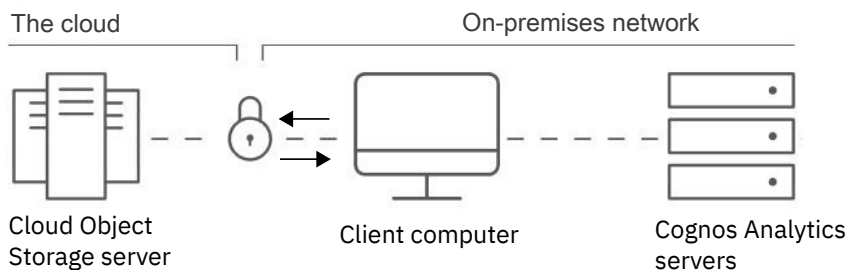 The cloud
On-premises network
Cloud Object
Storage server
Client computer
Cognos Analytics
servers